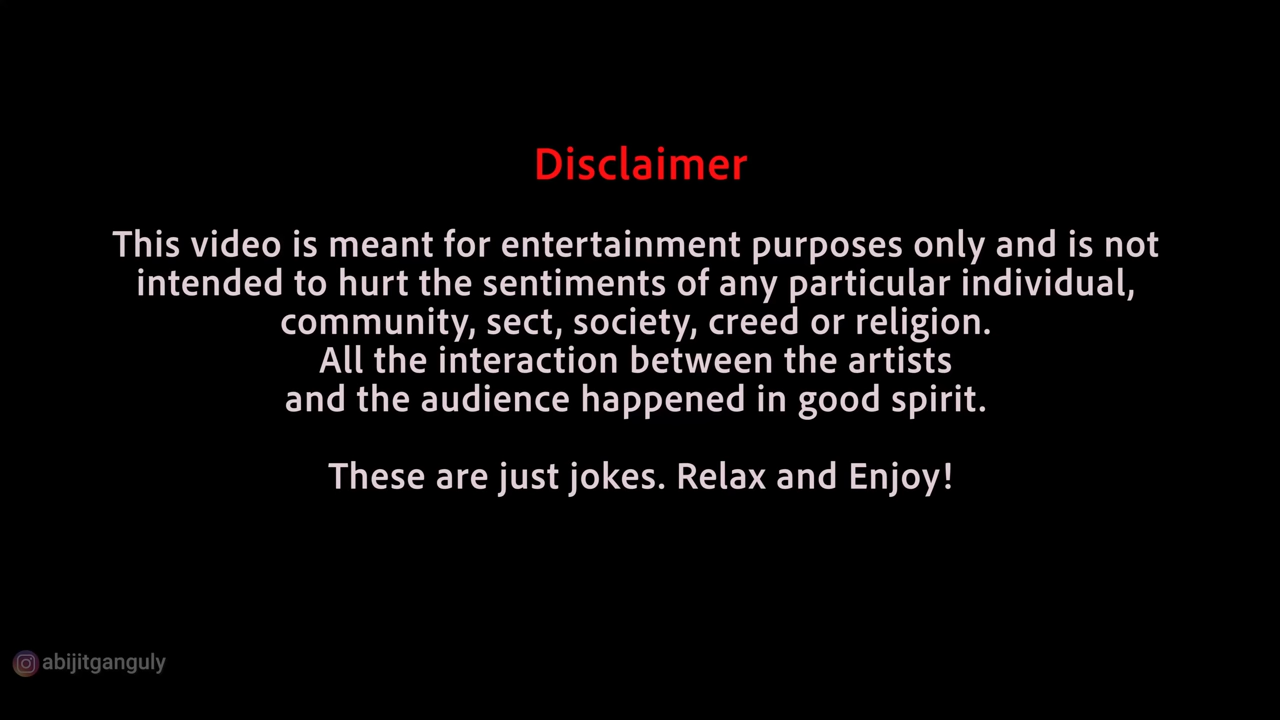 Disclaimer
This video is meant for entertainment purposes only and is not
intended to hurt the sentiments of any particular individual,
community, sect, society, creed or religion.
All the interaction between the artists
and the audience happened in good spirit.
These are just jokes. Relax and Enjoy!
abijitganguly